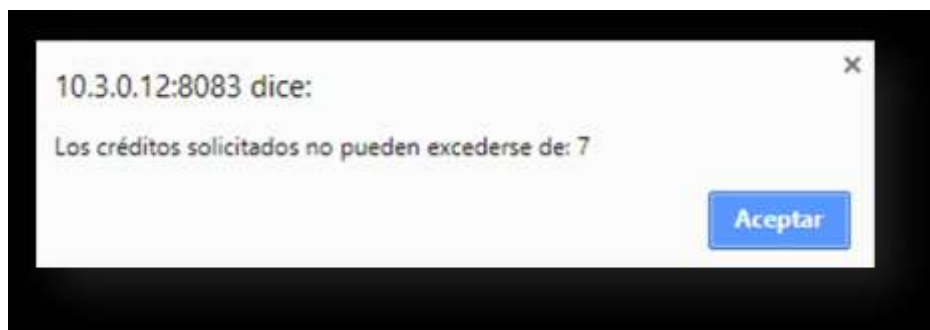 10.3.0.12:8083 dice:
Los créditos solicitados no pueden excederse de: 7
Aceptar